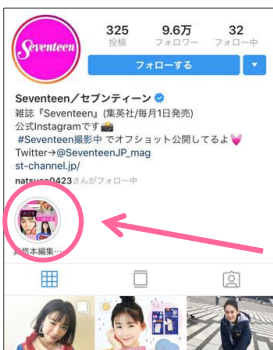 Seventeen
325 9.6万 32
投稿 フォロワー フォロー中
フォローする
Seventeen／セブンティーン
雑誌『Seventeen』(集英社/毎月1日発売)
公式Instagramです📸
#Seventeen撮影中 でオフショット公開してるよ💓
Twitter→@SeventeenJP_mag
st-channel.jp/
natsuso0423さんがフォロー中
修本編集…